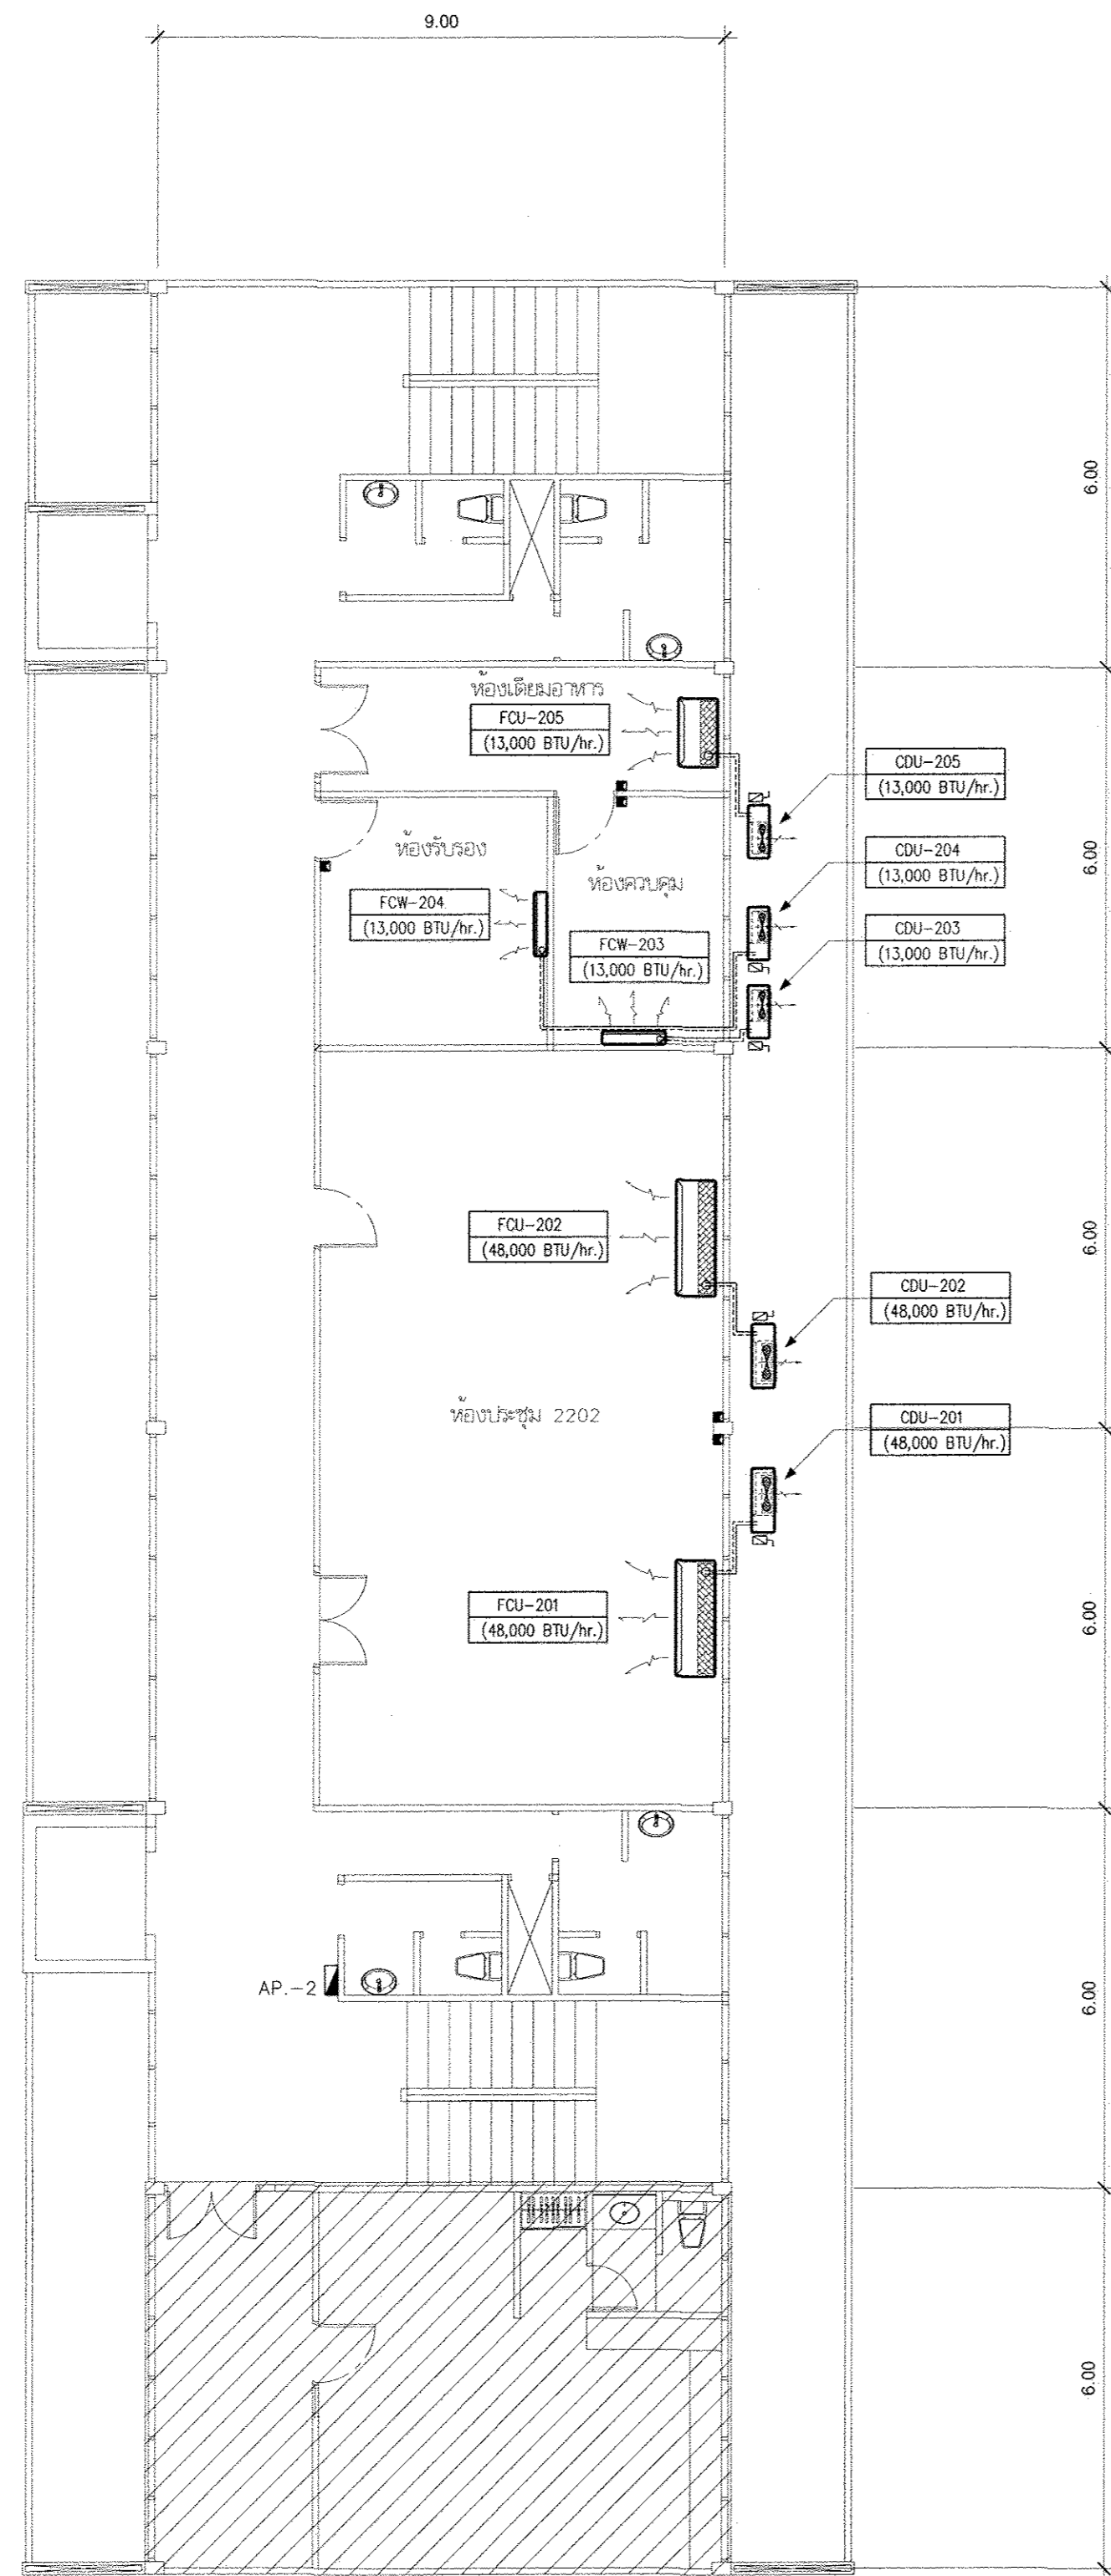 9.00
6.00
ห้องเตียมอาหาร
FCU-205
(13,000 BTU/hr.)
CDU-205
(13,000 BTU/hr.)
ห้องรับรอง
CDU-204
(13,000 BTU/hr.)
6.00
ห้องควบคุม
FCW-204
(13,000 BTU/hr.)
CDU-203
(13,000 BTU/hr.)
FCW-203
(13,000 BTU/hr.)
FCU-202
(48,000 BTU/hr.)
6.00
CDU-202
(48,000 BTU/hr.)
ห้องประชุม 2202
CDU-201
(48,000 BTU/hr.)
FCU-201
(48,000 BTU/hr.)
6.00
AP.-2
6.00
6.00